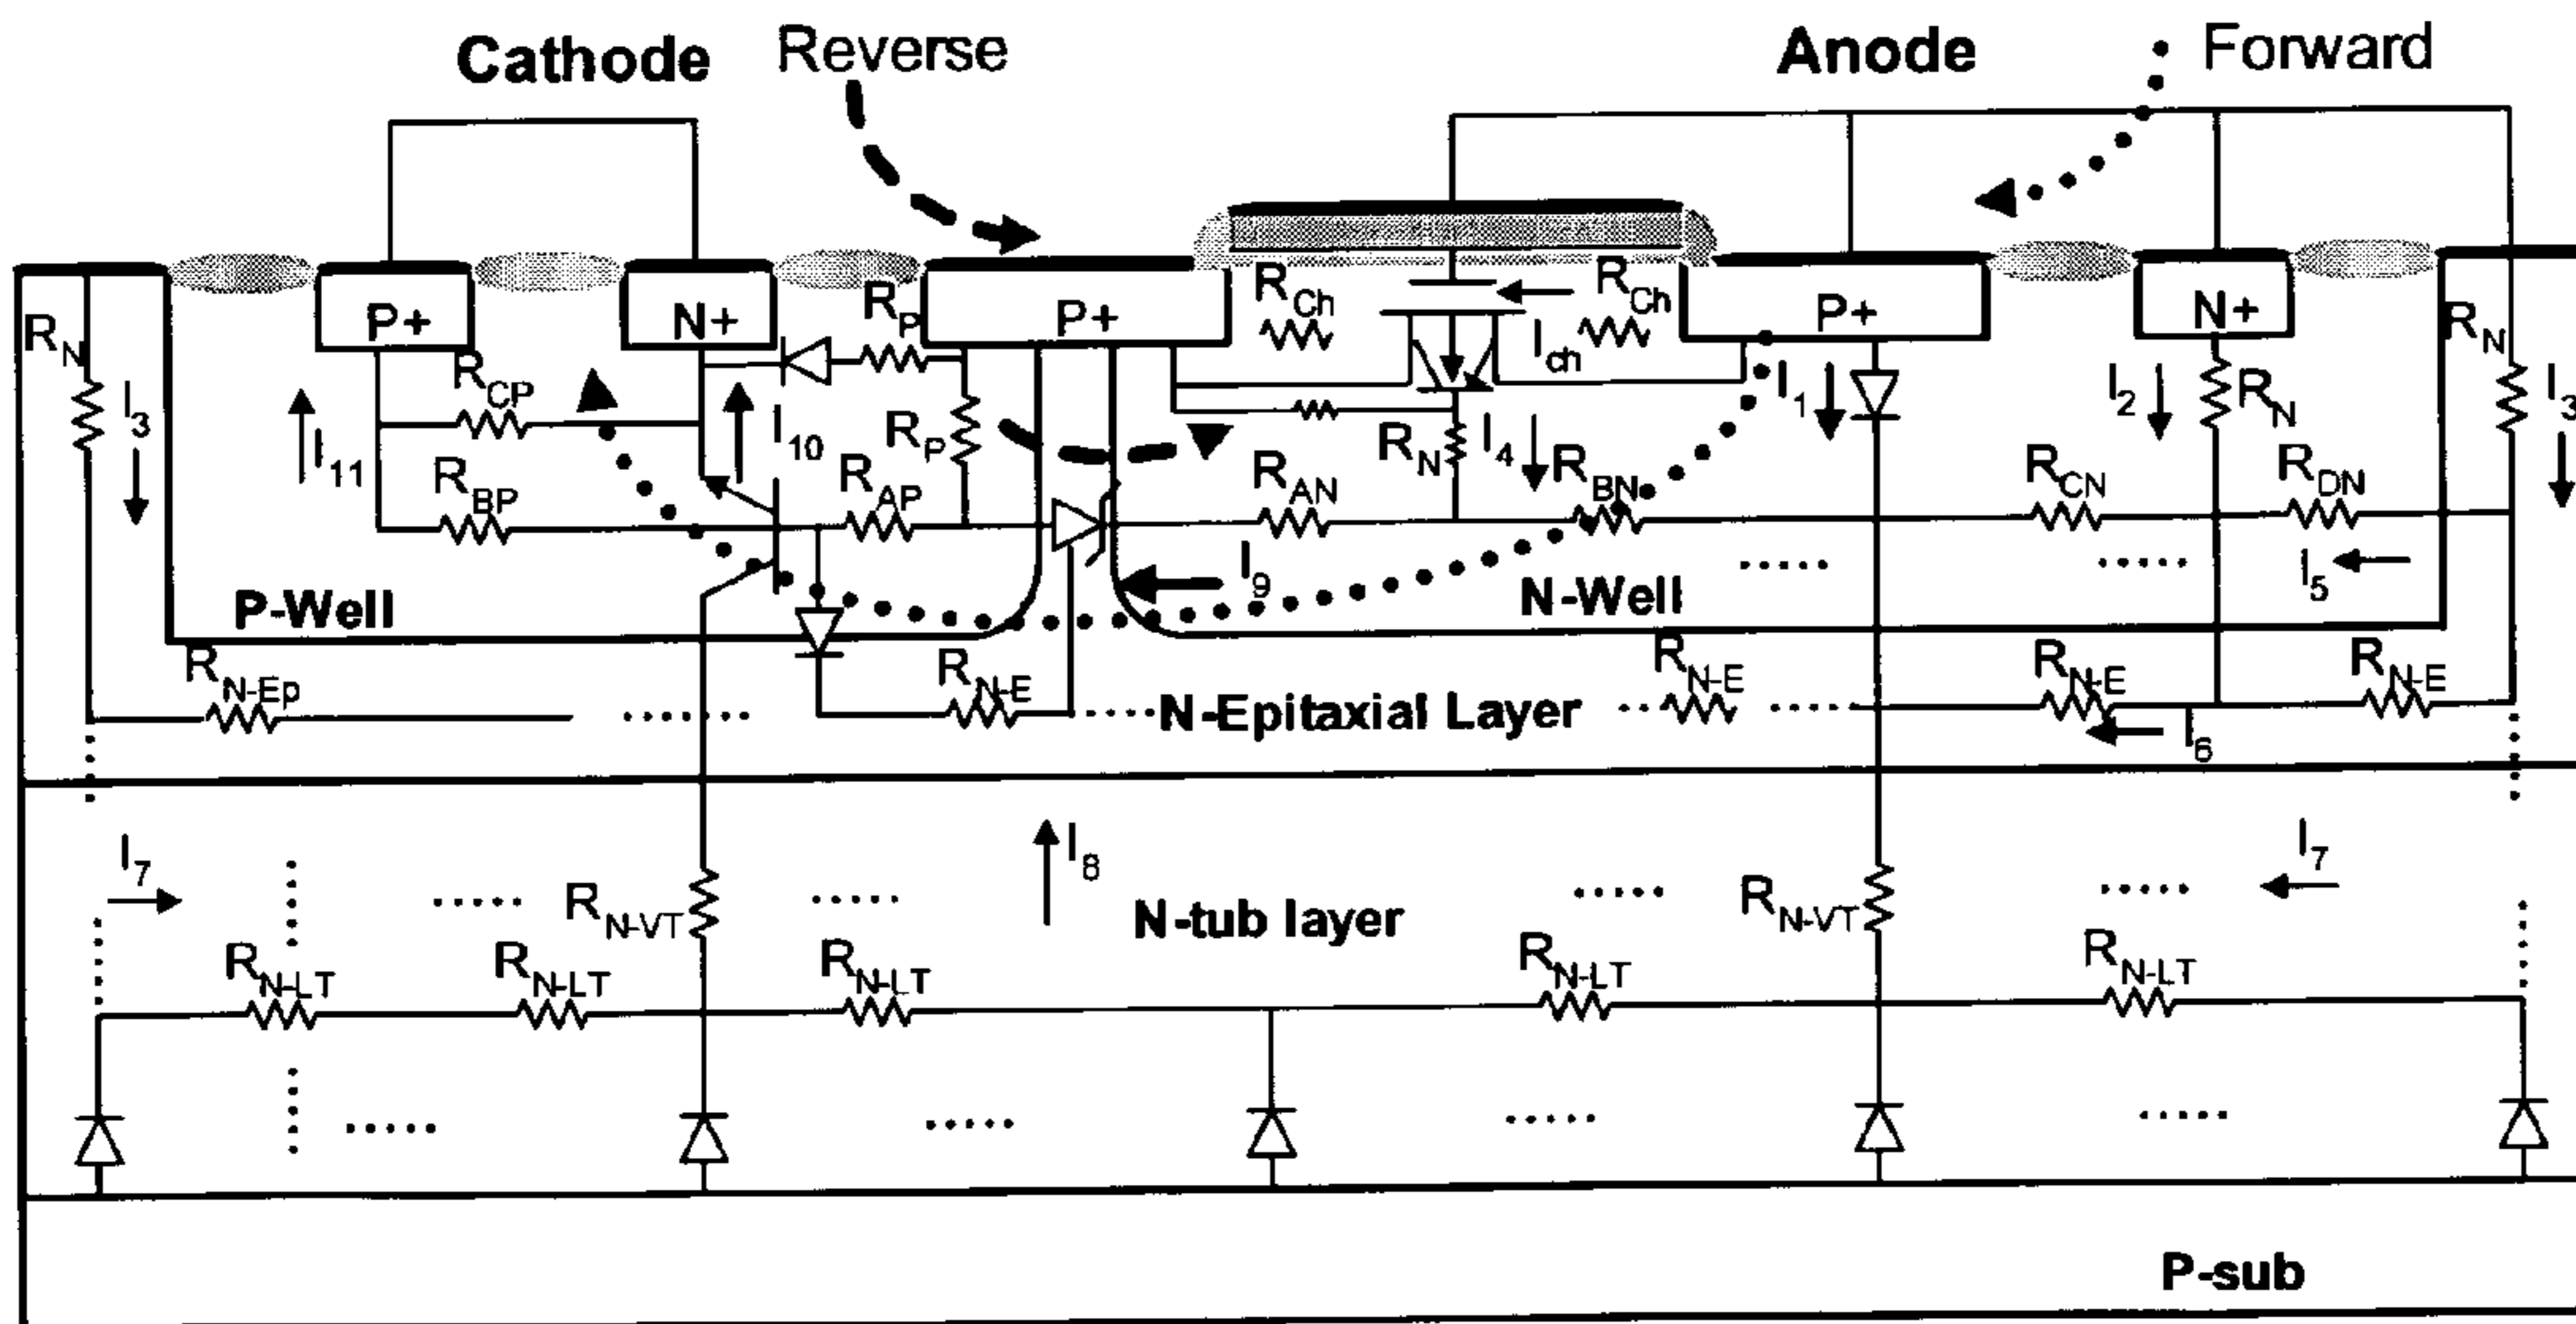 Cathode Reverse Anode Forward
P+ N+ P+ P+ N+
R_N R_P R_Ch R_Ch R_N
I_ch
I_3 R_CP I_1 I_2 R_N I_3
I_11 I_10 R_P R_N I_4
R_BP R_AP R_AN R_BN R_CN R_DN
I_9 I_5
P-Well N-Well
R_N-Ep R_N-E R_N-E R_N-E R_N-E
N-Epitaxial Layer
I_6
I_7 I_8 I_7
R_N-VT N-tub layer R_N-VT
R_N-LT R_N-LT R_N-LT R_N-LT R_N-LT
P-sub